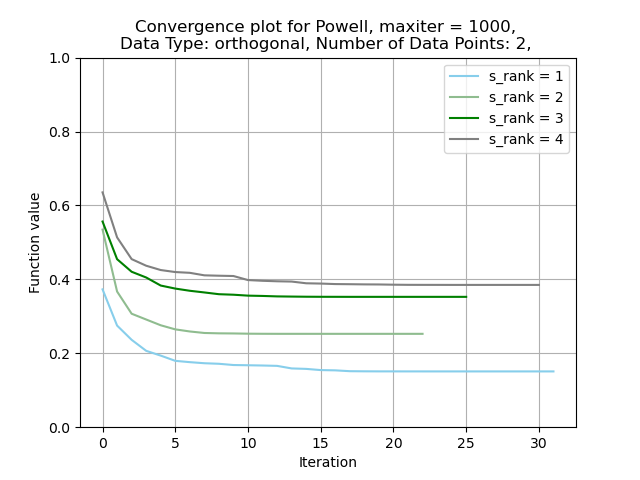 Convergence plot for Powell, maxiter = 1000,
Data Type: orthogonal, Number of Data Points: 2,
s_rank = 1
s_rank = 2
s_rank = 3
s_rank = 4
Function value
1.0
0.8
0.6
0.4
0.2
0.0
0 5 10 15 20 25 30
Iteration